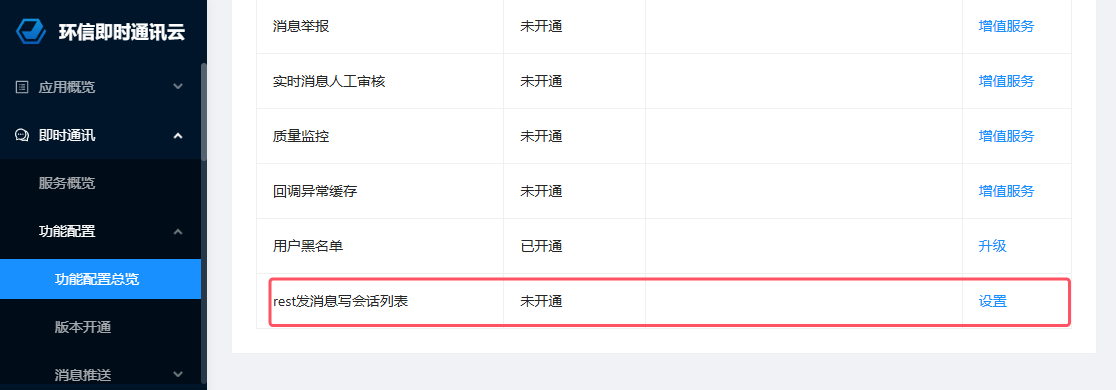 环信即时通讯云
应用概览
即时通讯
服务概览
功能配置
功能配置总览
版本开通
消息推送
消息举报 未开通 增值服务
实时消息人工审核 未开通 增值服务
质量监控 未开通 增值服务
回调异常缓存 未开通 增值服务
用户黑名单 已开通 升级
rest发消息写会话列表 未开通 设置